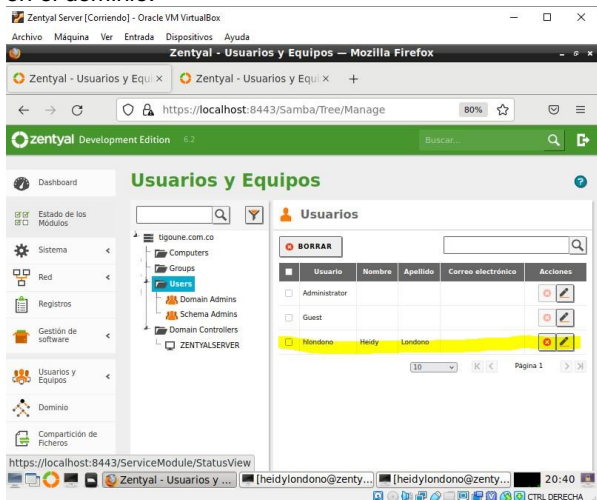 en el dominio.
Zentyal Server [Corriendo] - Oracle VM VirtualBox
Archivo Máquina Ver Entrada Dispositivos Ayuda
Zentyal - Usuarios y Equipos — Mozilla Firefox
Zentyal - Usuarios y Equi × Zentyal - Usuarios y Equi × +
https://localhost:8443/Samba/Tree/Manage 80%
zentyal Development Edition 6.2 Buscar...
Dashboard
Estado de los
Módulos
Sistema
Red
Registros
Gestión de
software
Usuarios y
Equipos
Dominio
Compartición de
Ficheros
Usuarios y Equipos
tigoune.com.co
Computers
Groups
Users
Domain Admins
Schema Admins
Domain Controllers
ZENTYALSERVER
Usuarios
BORRAR
Usuario Nombre Apellido Correo electrónico Acciones
Administrator
Guest
hlondono Heidy Londono
10 Página 1
https://localhost:8443/ServiceModule/StatusView
Zentyal - Usuarios y ... [heidylondono@zenty... [heidylondono@zenty... 20:40
CTRL DERECHA